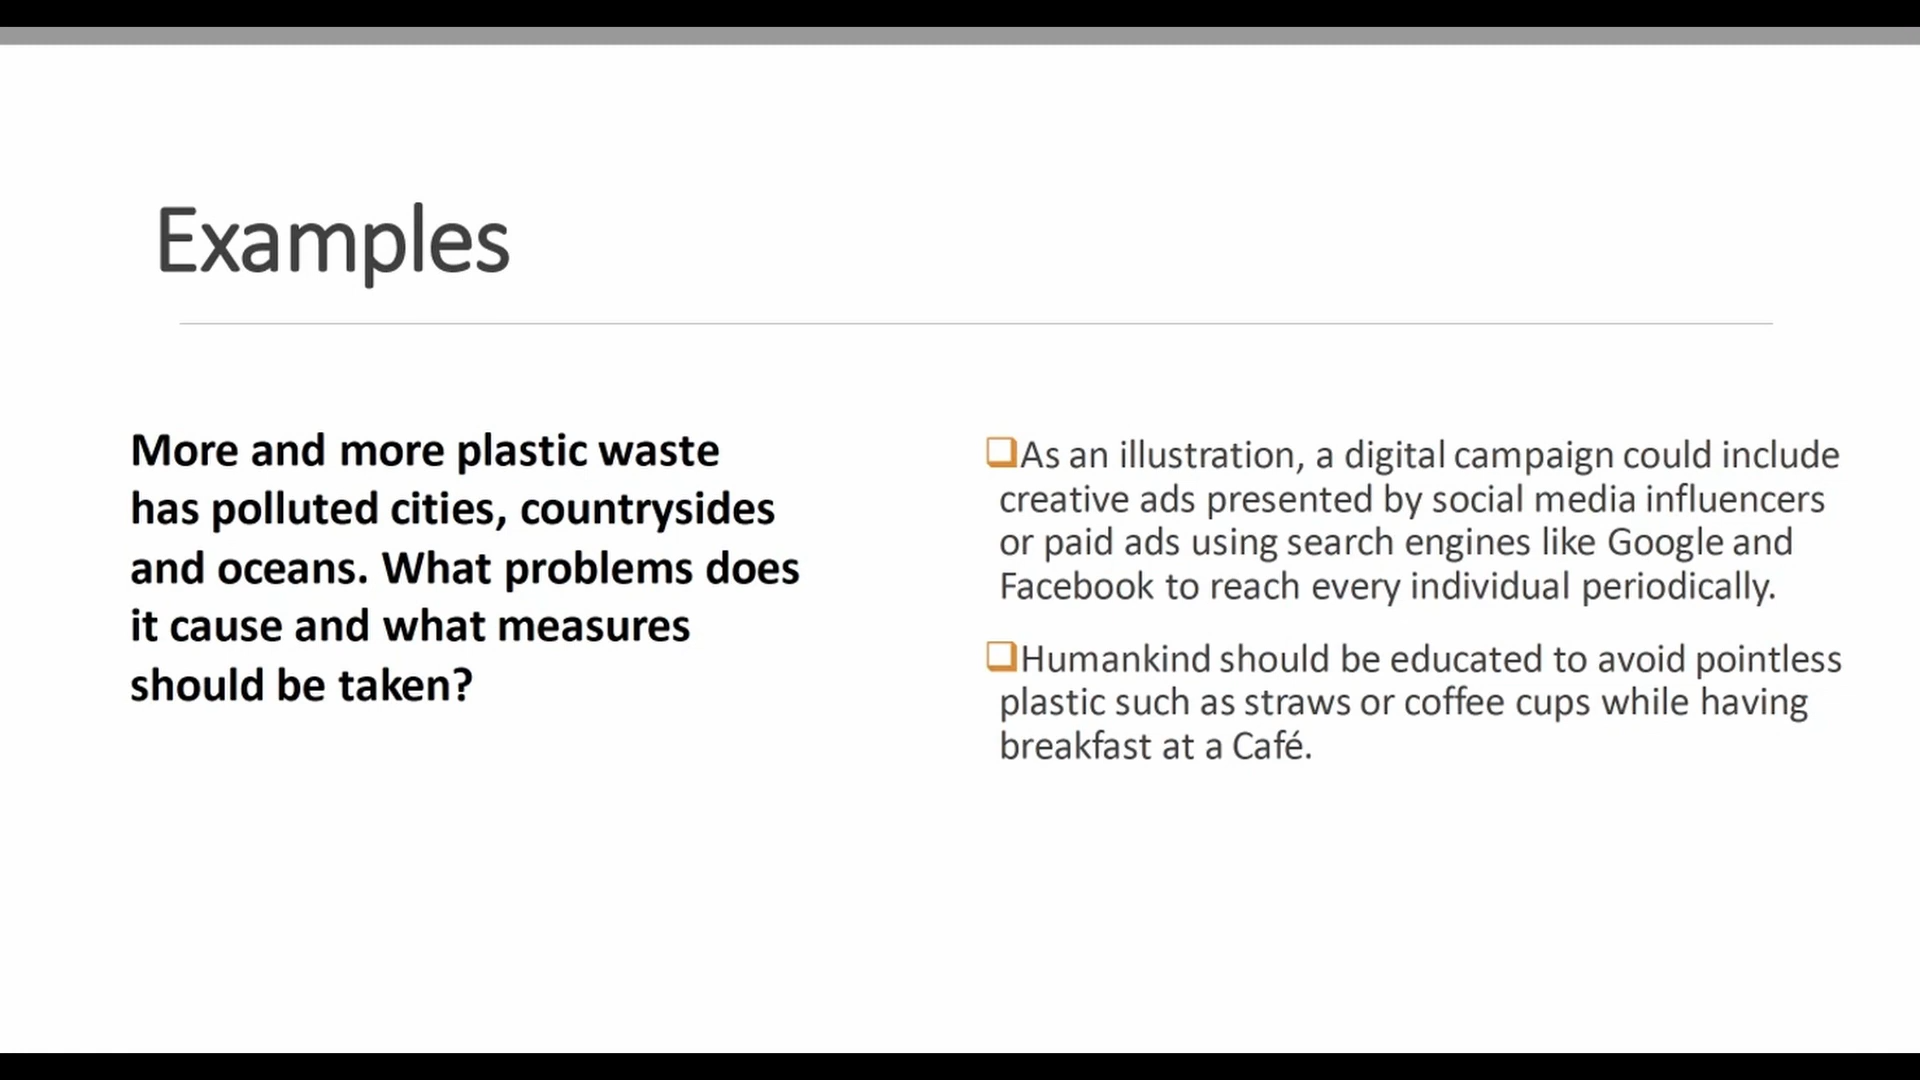 Examples
More and more plastic waste
has polluted cities, countrysides
and oceans. What problems does
it cause and what measures
should be taken?
As an illustration, a digital campaign could include
creative ads presented by social media influencers
or paid ads using search engines like Google and
Facebook to reach every individual periodically.
Humankind should be educated to avoid pointless
plastic such as straws or coffee cups while having
breakfast at a Café.